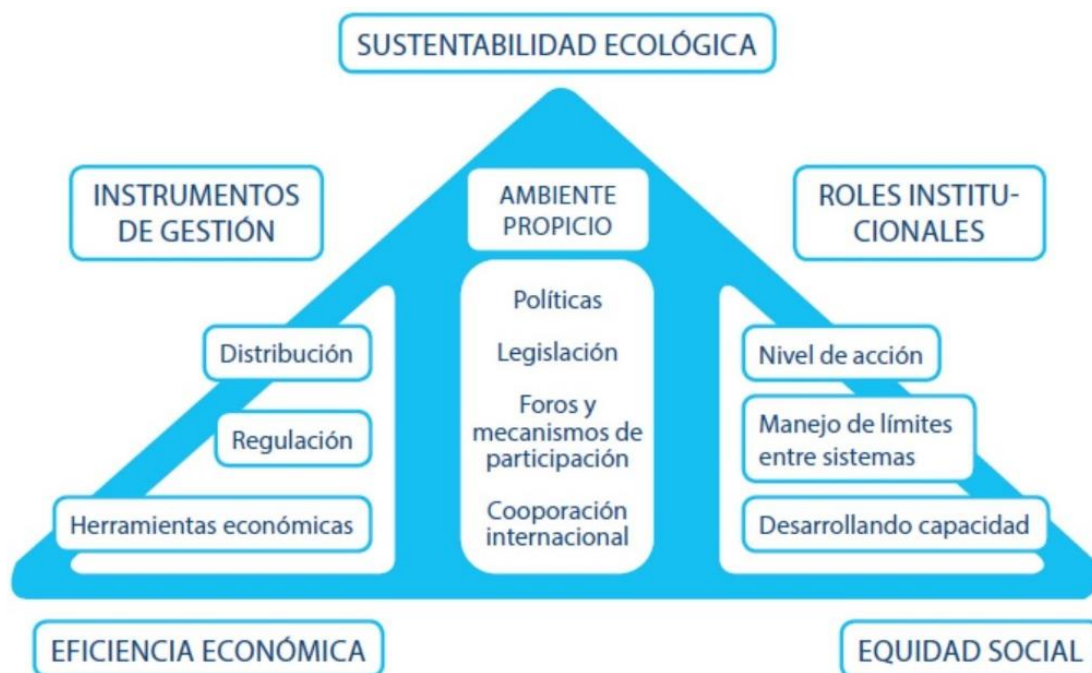 SUSTENTABILIDAD ECOLÓGICA
INSTRUMENTOS
DE GESTIÓN
AMBIENTE
PROPICIO
ROLES INSTITU-
CIONALES
Distribución
Regulación
Herramientas económicas
Políticas
Legislación
Foros y
mecanismos de
participación
Cooporación
internacional
Nivel de acción
Manejo de límites
entre sistemas
Desarrollando capacidad
EFICIENCIA ECONÓMICA
EQUIDAD SOCIAL